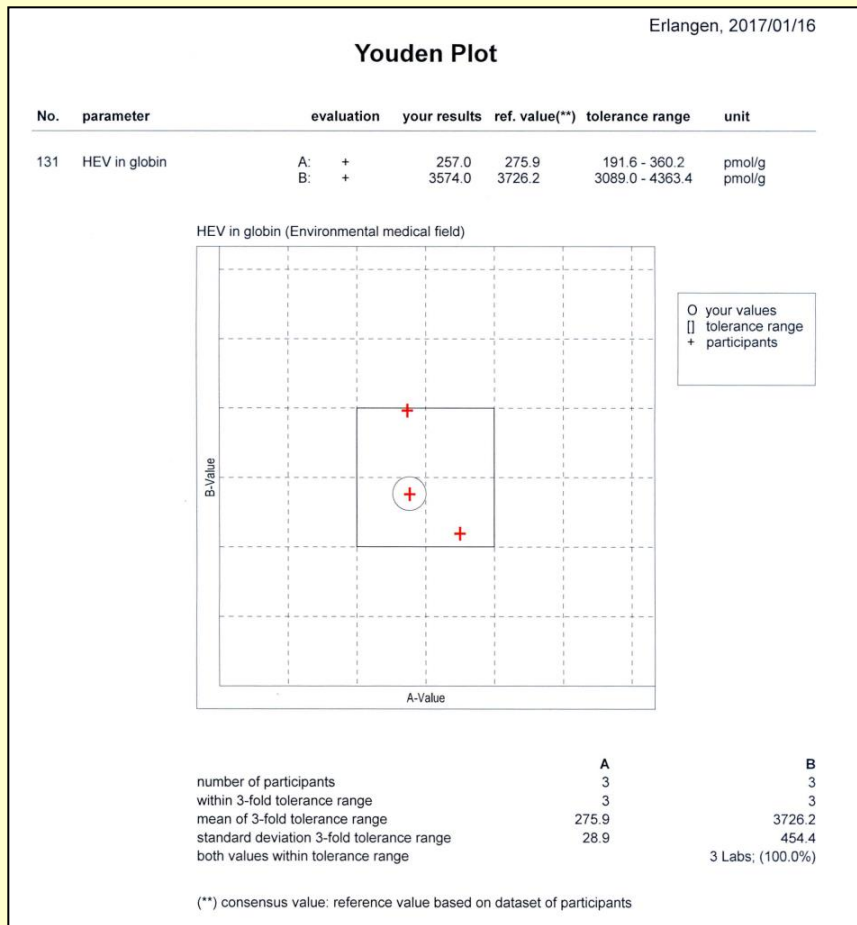 Erlangen, 2017/01/16
Youden Plot
No. parameter evaluation your results ref. value(**) tolerance range unit
131 HEV in globin A: + 257.0 275.9 191.6 - 360.2 pmol/g
B: + 3574.0 3726.2 3089.0 - 4363.4 pmol/g
HEV in globin (Environmental medical field)
O your values
[] tolerance range
+ participants
B-Value
A-Value
A B
number of participants 3 3
within 3-fold tolerance range 3 3
mean of 3-fold tolerance range 275.9 3726.2
standard deviation 3-fold tolerance range 28.9 454.4
both values within tolerance range 3 Labs; (100.0%)
(**) consensus value: reference value based on dataset of participants